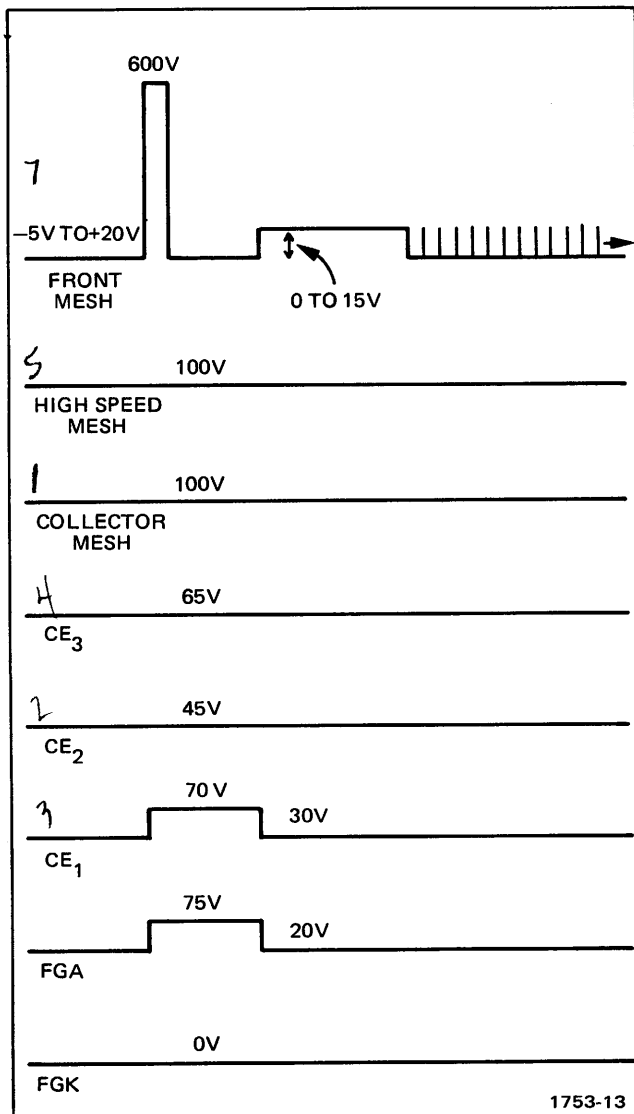 600V
7
–5V TO+20V
FRONT
MESH
0 TO 15V
5
100V
HIGH SPEED
MESH
1
100V
COLLECTOR
MESH
4
65V
CE3
2
45V
CE2
70 V
3
30V
CE1
75V
20V
FGA
0V
FGK
1753-13